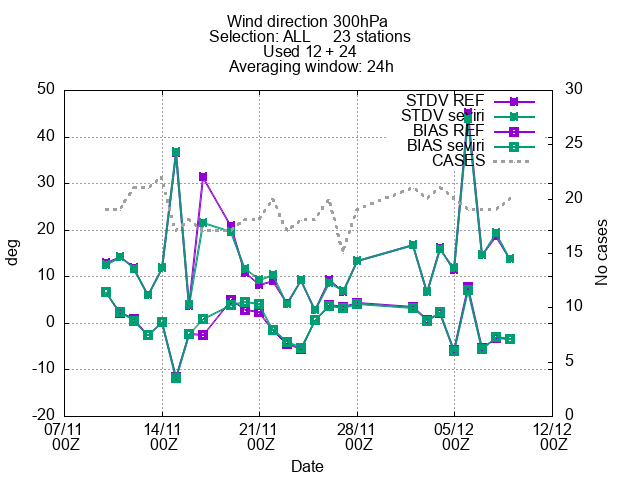 Wind direction 300hPa
Selection: ALL 23 stations
Used 12 + 24
Averaging window: 24h
50
40
30
20
10
0
-10
-20
deg
30
25
20
15
10
5
0
No cases
STDV REF
STDV seviri
BIAS REF
BIAS seviri
CASES
07/11 14/11 21/11 28/11 05/12 12/12
00Z 00Z 00Z 00Z 00Z 00Z
Date